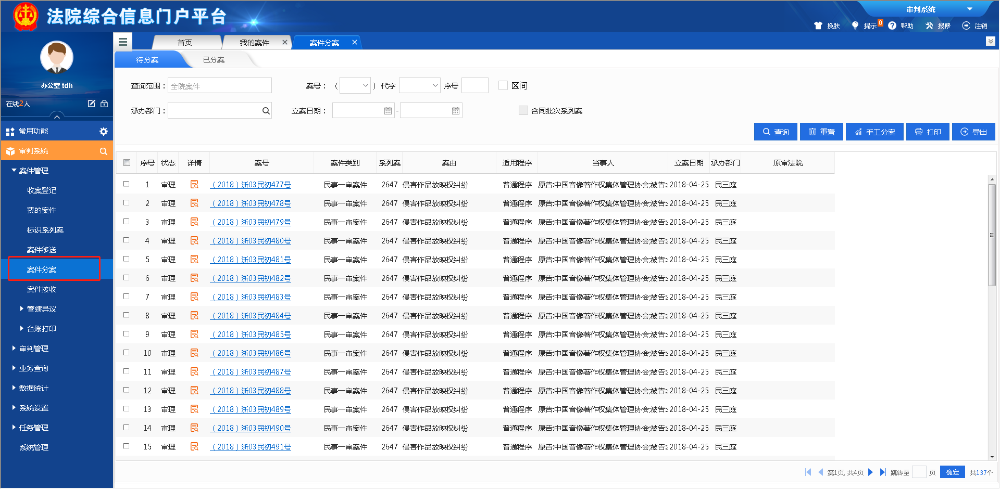 法院综合信息门户平台
审判系统
换肤 提示 0 帮助 报修 注销
首页 我的案件 案件分案
待分案 已分案
办公室 tdh
在线2人
常用功能
审判系统
案件管理
收案登记
我的案件
标识系列案
案件移送
案件分案
案件接收
管辖异议
台账打印
审判管理
业务查询
数据统计
系统设置
任务管理
系统管理
查询范围： 全院案件 案号： （ ） 代字 序号 区间
承办部门： 立案日期： - 含同批次系列案
查询 重置 手工分案 打印 导出
序号 状态 详情 案号 案件类别 系列案 案由 适用程序 当事人 立案日期 承办部门 原审法院
1 审理 （2018）浙03民初477号 民事一审案件 2647 侵害作品放映权纠纷 普通程序 原告:中国音像著作权集体管理协会;被告: 2018-04-25 民三庭
2 审理 （2018）浙03民初478号 民事一审案件 2647 侵害作品放映权纠纷 普通程序 原告:中国音像著作权集体管理协会;被告: 2018-04-25 民三庭
3 审理 （2018）浙03民初479号 民事一审案件 2647 侵害作品放映权纠纷 普通程序 原告:中国音像著作权集体管理协会;被告: 2018-04-25 民三庭
4 审理 （2018）浙03民初480号 民事一审案件 2647 侵害作品放映权纠纷 普通程序 原告:中国音像著作权集体管理协会;被告: 2018-04-25 民三庭
5 审理 （2018）浙03民初481号 民事一审案件 2647 侵害作品放映权纠纷 普通程序 原告:中国音像著作权集体管理协会;被告: 2018-04-25 民三庭
6 审理 （2018）浙03民初482号 民事一审案件 2647 侵害作品放映权纠纷 普通程序 原告:中国音像著作权集体管理协会;被告: 2018-04-25 民三庭
7 审理 （2018）浙03民初483号 民事一审案件 2647 侵害作品放映权纠纷 普通程序 原告:中国音像著作权集体管理协会;被告: 2018-04-25 民三庭
8 审理 （2018）浙03民初484号 民事一审案件 2647 侵害作品放映权纠纷 普通程序 原告:中国音像著作权集体管理协会;被告: 2018-04-25 民三庭
9 审理 （2018）浙03民初485号 民事一审案件 2647 侵害作品放映权纠纷 普通程序 原告:中国音像著作权集体管理协会;被告: 2018-04-25 民三庭
10 审理 （2018）浙03民初486号 民事一审案件 2647 侵害作品放映权纠纷 普通程序 原告:中国音像著作权集体管理协会;被告: 2018-04-25 民三庭
11 审理 （2018）浙03民初487号 民事一审案件 2647 侵害作品放映权纠纷 普通程序 原告:中国音像著作权集体管理协会;被告: 2018-04-25 民三庭
12 审理 （2018）浙03民初488号 民事一审案件 2647 侵害作品放映权纠纷 普通程序 原告:中国音像著作权集体管理协会;被告: 2018-04-25 民三庭
13 审理 （2018）浙03民初489号 民事一审案件 2647 侵害作品放映权纠纷 普通程序 原告:中国音像著作权集体管理协会;被告: 2018-04-25 民三庭
14 审理 （2018）浙03民初490号 民事一审案件 2647 侵害作品放映权纠纷 普通程序 原告:中国音像著作权集体管理协会;被告: 2018-04-25 民三庭
15 审理 （2018）浙03民初491号 民事一审案件 2647 侵害作品放映权纠纷 普通程序 原告:中国音像著作权集体管理协会;被告: 2018-04-25 民三庭
第1页, 共4页 跳转至 页 确定 共137个